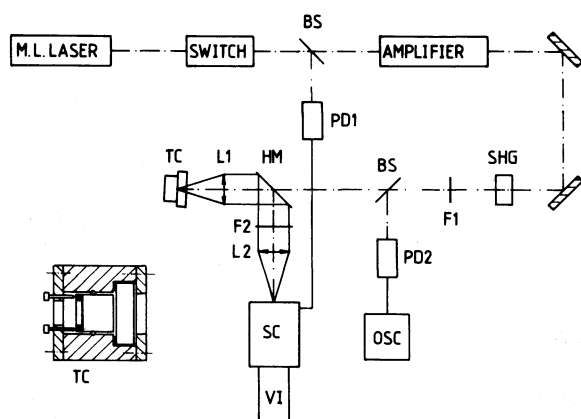 BS
M.L.LASER
SWITCH
AMPLIFIER
PD1
TC
L1
HM
BS
SHG
F1
F2
L2
PD2
SC
OSC
TC
VI